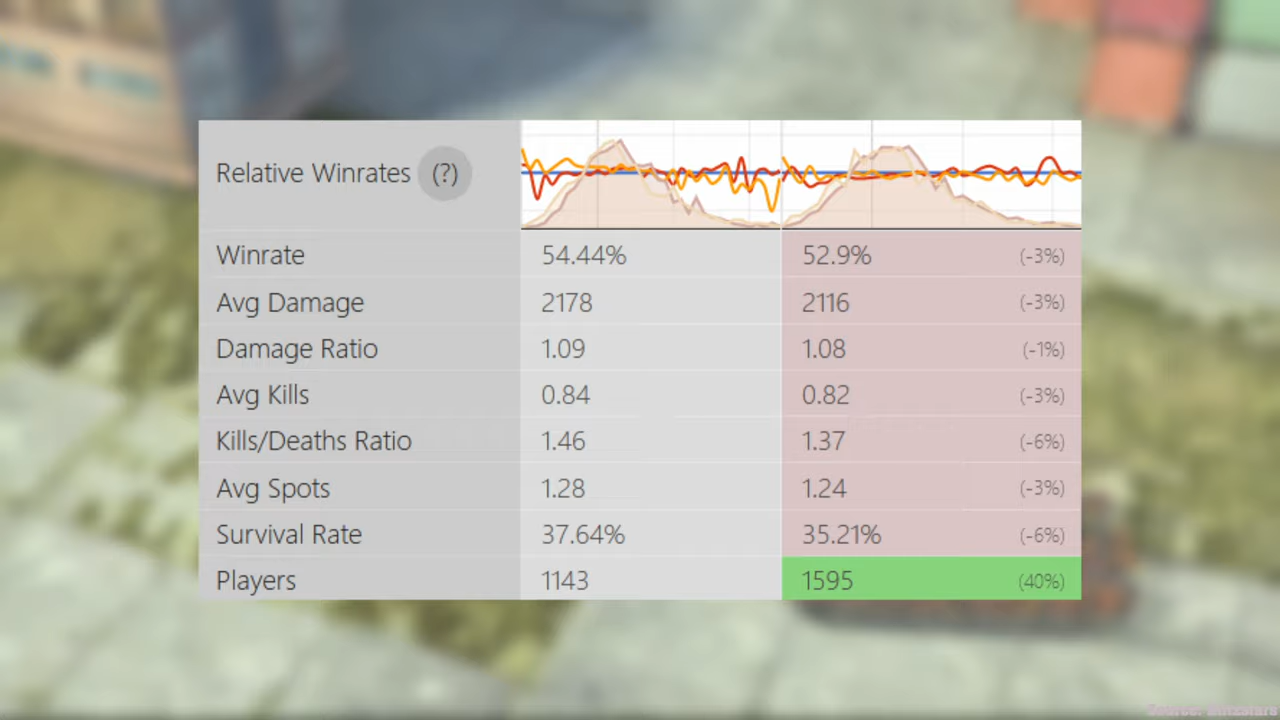 Relative Winrates (?)
Winrate 54.44% 52.9% (-3%)
Avg Damage 2178 2116 (-3%)
Damage Ratio 1.09 1.08 (-1%)
Avg Kills 0.84 0.82 (-3%)
Kills/Deaths Ratio 1.46 1.37 (-6%)
Avg Spots 1.28 1.24 (-3%)
Survival Rate 37.64% 35.21% (-6%)
Players 1143 1595 (40%)